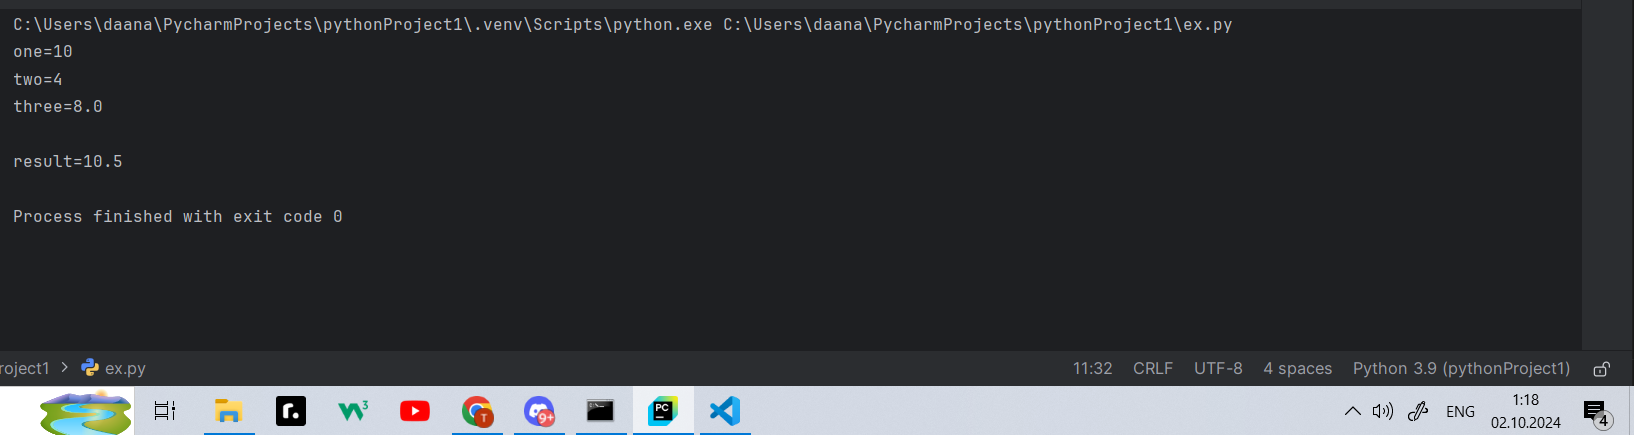 C:\Users\daana\PycharmProjects\pythonProject1\.venv\Scripts\python.exe C:\Users\daana\PycharmProjects\pythonProject1\ex.py
one=10
two=4
three=8.0
result=10.5
Process finished with exit code 0
roject1 > ex.py 11:32 CRLF UTF-8 4 spaces Python 3.9 (pythonProject1)
r. w3 T 9+ C:\ PC ENG 1:18
02.10.2024 4